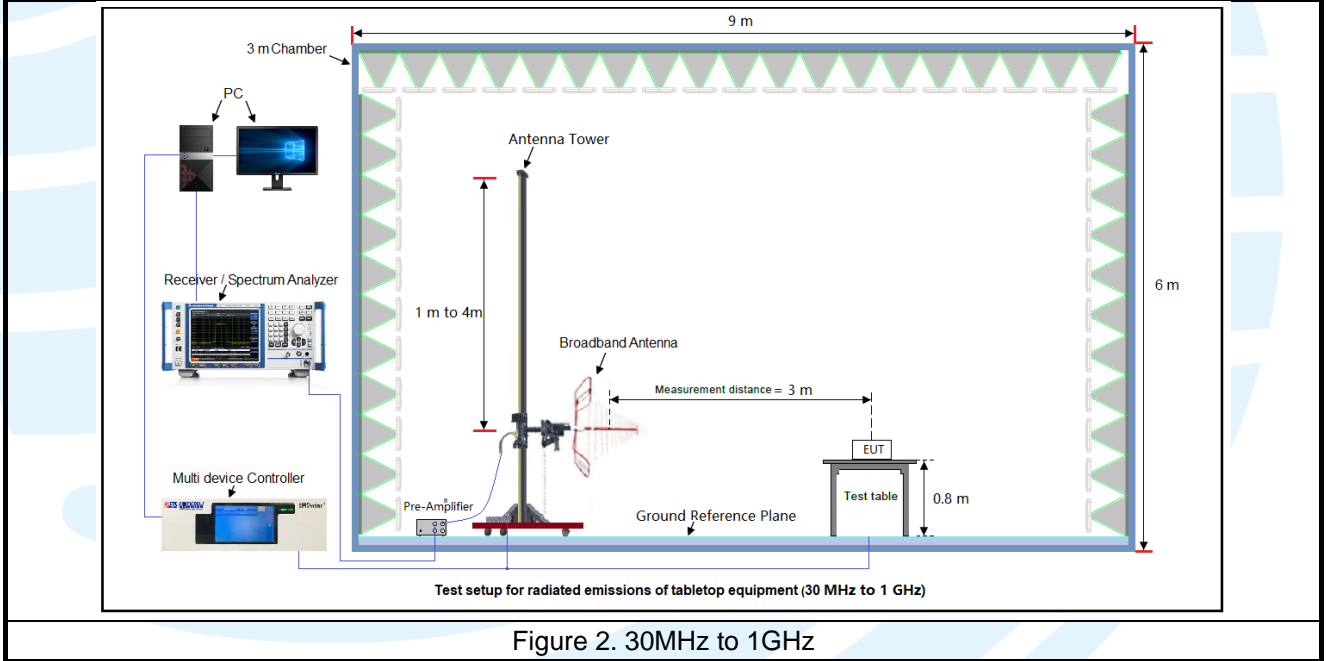 9 m
3 m Chamber
PC
Antenna Tower
Receiver / Spectrum Analyzer
1 m to 4m
6 m
Broadband Antenna
Measurement distance = 3 m
EUT
Multi device Controller
Pre-Amplifier
Test table
0.8 m
Ground Reference Plane
Test setup for radiated emissions of tabletop equipment (30 MHz to 1 GHz)
Figure 2. 30MHz to 1GHz